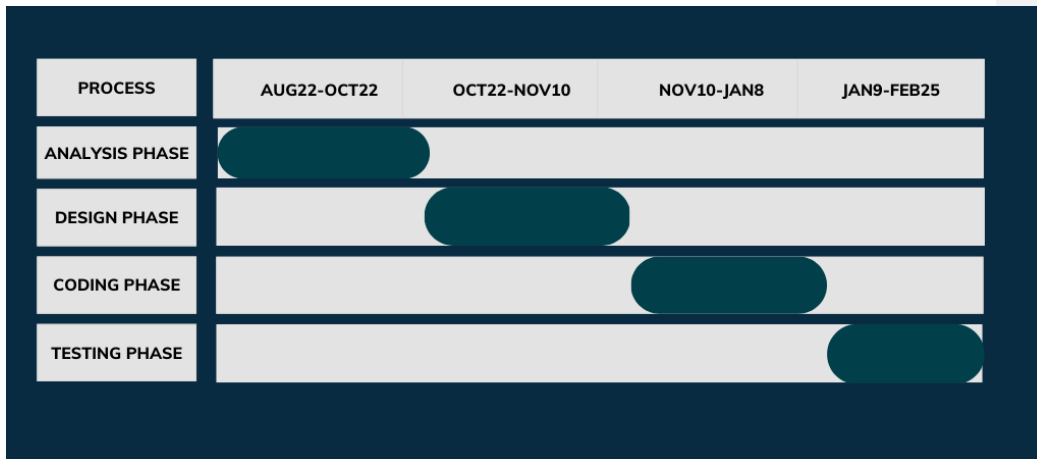 PROCESS
AUG22-OCT22
OCT22-NOV10
NOV10-JAN8
JAN9-FEB25
ANALYSIS PHASE
DESIGN PHASE
CODING PHASE
TESTING PHASE